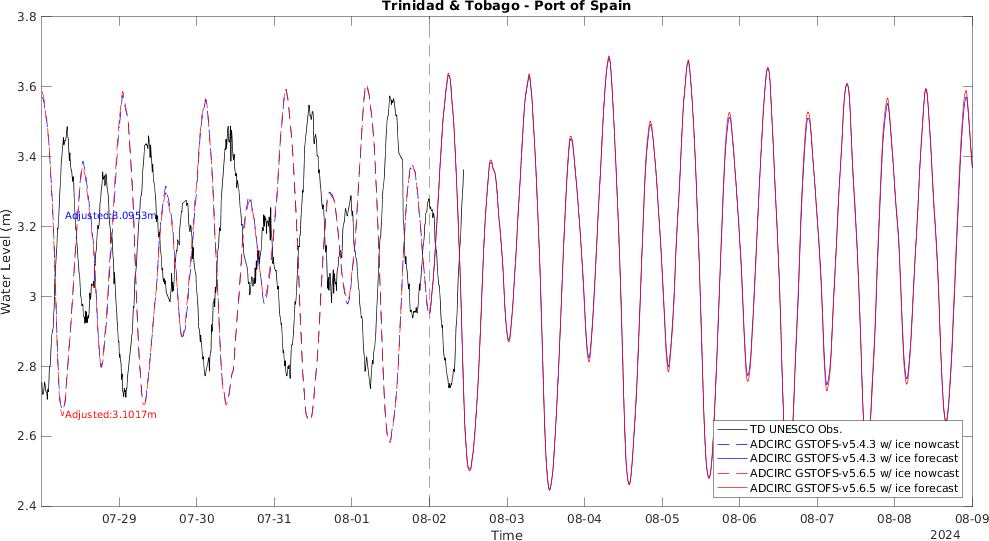 Trinidad & Tobago - Port of Spain
3.8
3.6
3.4
3.2
3
2.8
2.6
2.4
Water Level (m)
Adjusted:3.0953m
Adjusted:3.1017m
TD UNESCO Obs.
ADCIRC GSTOFS-v5.4.3 w/ ice nowcast
ADCIRC GSTOFS-v5.4.3 w/ ice forecast
ADCIRC GSTOFS-v5.6.5 w/ ice nowcast
ADCIRC GSTOFS-v5.6.5 w/ ice forecast
07-29 07-30 07-31 08-01 08-02 08-03 08-04 08-05 08-06 08-07 08-08 08-09
Time
2024